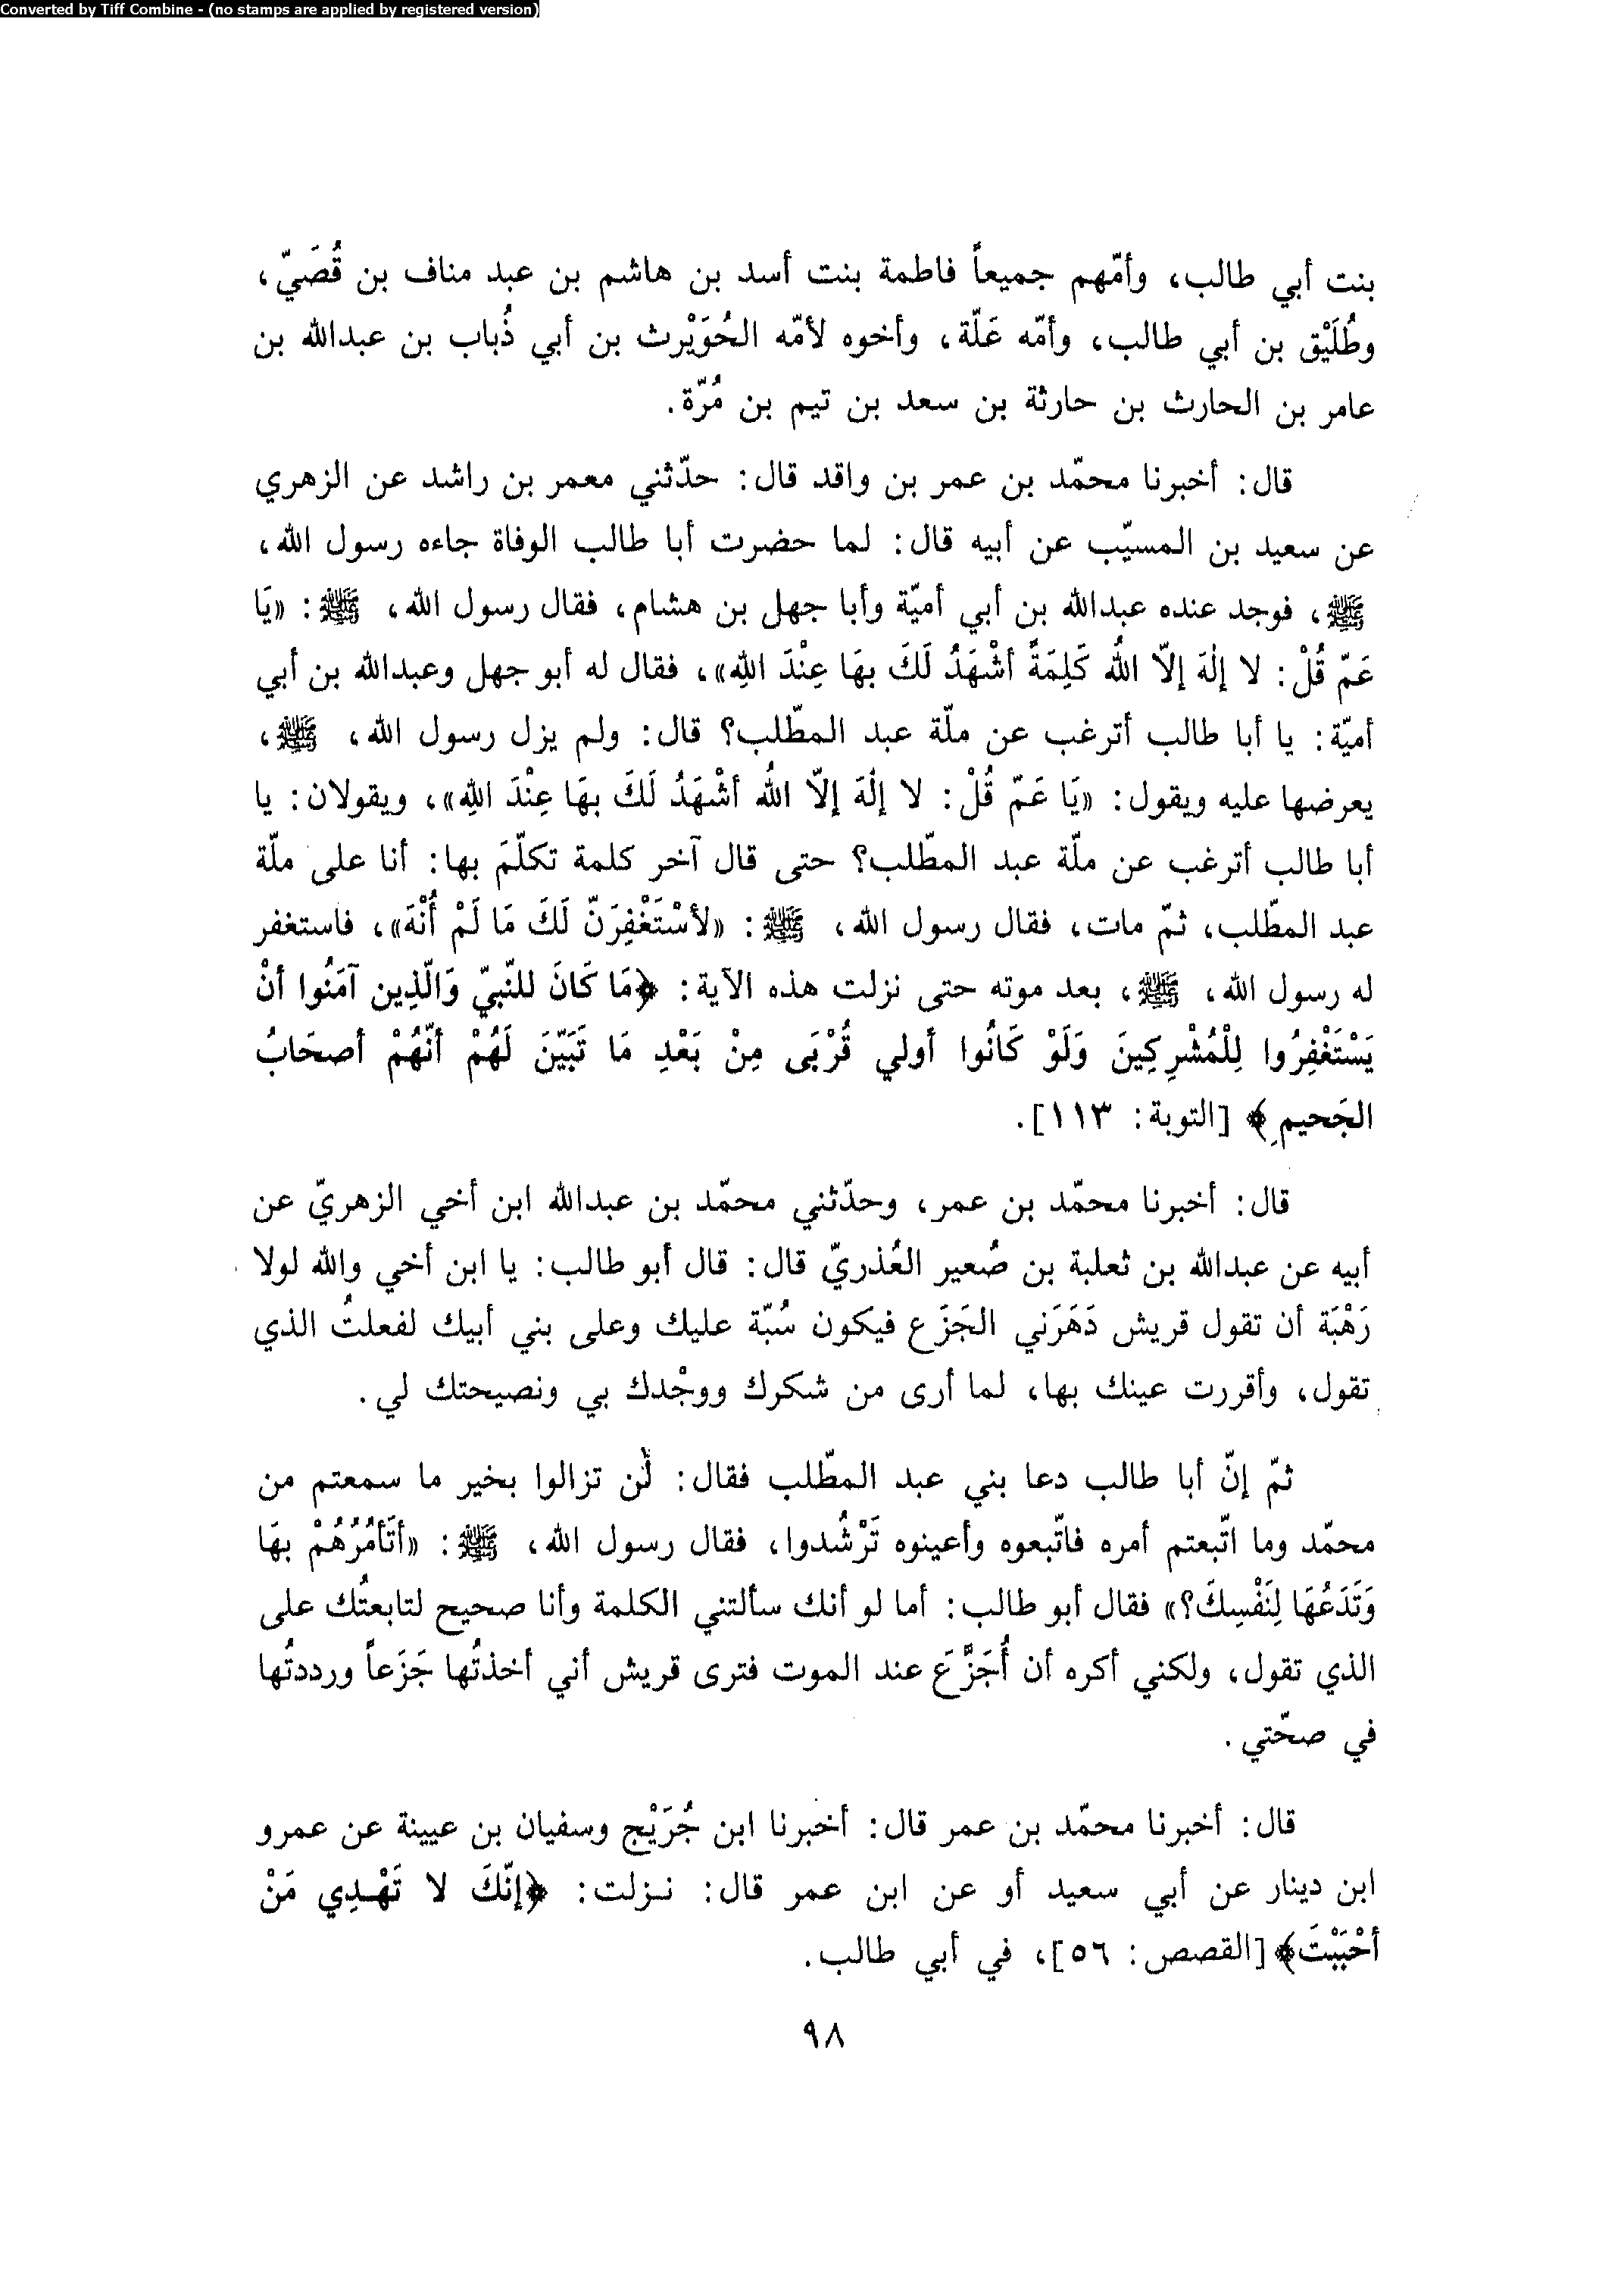 Converted by Tiff Combine - (no stamps are applied by registered version)
بنت أبي طالب، وأمّهم جميعاً فاطمة بنت أسد بن هاشم بن عبد مناف بن قُصَيّ،
وطُلَيْق بن أبي طالب، وأمّه عَلّة، وأخوه لأمّه الحُوَيْرث بن أبي ذُباب بن عبدالله بن
عامر بن الحارث بن حارثة بن سعد بن تيم بن مُرّة.
قال: أخبرنا محمّد بن عمر بن واقد قال: حدّثني معمر بن راشد عن الزهري
عن سعيد بن المسيّب عن أبيه قال: لما حضرت أبا طالب الوفاة جاءه رسول الله،
ﷺ، فوجد عنده عبدالله بن أبي أميّة وأبا جهل بن هشام، فقال رسول الله، ﷺ: «يَا
عَمّ قُلْ: لا إلٰهَ إلاّ اللهُ كَلِمَةً أشْهَدُ لَكَ بهَا عِنْدَ اللهِ»، فقال له أبو جهل وعبدالله بن أبي
أميّة: يا أبا طالب أترغب عن ملّة عبد المطّلب؟ قال: ولم يزل رسول الله، ﷺ،
يعرضها عليه ويقول: «يَا عَمّ قُلْ: لا إلٰهَ إلاّ اللهُ أشْهَدُ لَكَ بهَا عِنْدَ اللهِ»، ويقولان: يا
أبا طالب أترغب عن ملّة عبد المطّلب؟ حتى قال آخر كلمة تكلّمَ بها: أنا على ملّة
عبد المطّلب، ثمّ مات، فقال رسول الله، ﷺ: «لأسْتَغْفِرَنّ لَكَ مَا لَمْ أُنْهَ»، فاستغفر
له رسول الله، ﷺ، بعد موته حتى نزلت هذه الآية: ﴿مَا كَانَ للنّبيّ وَالّذِين آمَنُوا أنْ
يَسْتَغْفِرُوا لِلْمُشْرِكِينَ وَلَوْ كَانُوا أولي قُرْبَى مِنْ بَعْدِ مَا تَبَيّنَ لَهُمْ أنّهُمْ أصحَابُ
الجَحيمِ﴾ [التوبة: ١١٣].
قال: أخبرنا محمّد بن عمر، وحدّثني محمّد بن عبدالله ابن أخي الزهريّ عن
أبيه عن عبدالله بن ثعلبة بن صُعير العُذريّ قال: قال أبو طالب: يا ابن أخي والله لولا
رَهْبَة أن تقول قريش دَهَرَني الجَزَع فيكون سُبّة عليك وعلى بني أبيك لفعلتُ الذي
تقول، وأقررت عينك بها، لما أرى من شكرك ووجْدك بي ونصيحتك لي.
ثمّ إنّ أبا طالب دعا بني عبد المطّلب فقال: لن تزالوا بخير ما سمعتم من
محمّد وما اتّبعتم أمره فاتّبعوه وأعينوه تَرْشُدوا، فقال رسول الله، ﷺ: «أتَأمُرُهُمْ بهَا
وَتَدَعُهَا لِنَفْسِكَ؟» فقال أبو طالب: أما لو أنك سألتني الكلمة وأنا صحيح لتابعتُك على
الذي تقول، ولكني أكره أن أُجَزَّعَ عند الموت فترى قريش أني أخذتُها جَزَعاً ورددتُها
في صحّتي.
قال: أخبرنا محمّد بن عمر قال: أخبرنا ابن جُرَيْج وسفيان بن عيينة عن عمرو
ابن دينار عن أبي سعيد أو عن ابن عمر قال: نزلت: ﴿إنّكَ لا تَهْدِي مَنْ
أحْبَبْتَ﴾ [القصص: ٥٦]، في أبي طالب.
٩٨